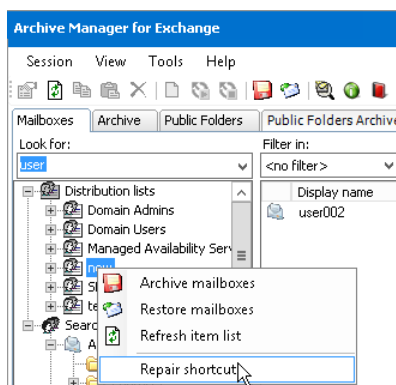 Archive Manager for Exchange
Session View Tools Help
Mailboxes Archive Public Folders Public Folders Archive
Look for: Filter in:
user <no filter>
Distribution lists Display name
Domain Admins user002
Domain Users
Managed Availability Serv
new
Archive mailboxes
Restore mailboxes
Refresh item list
Repair shortcut